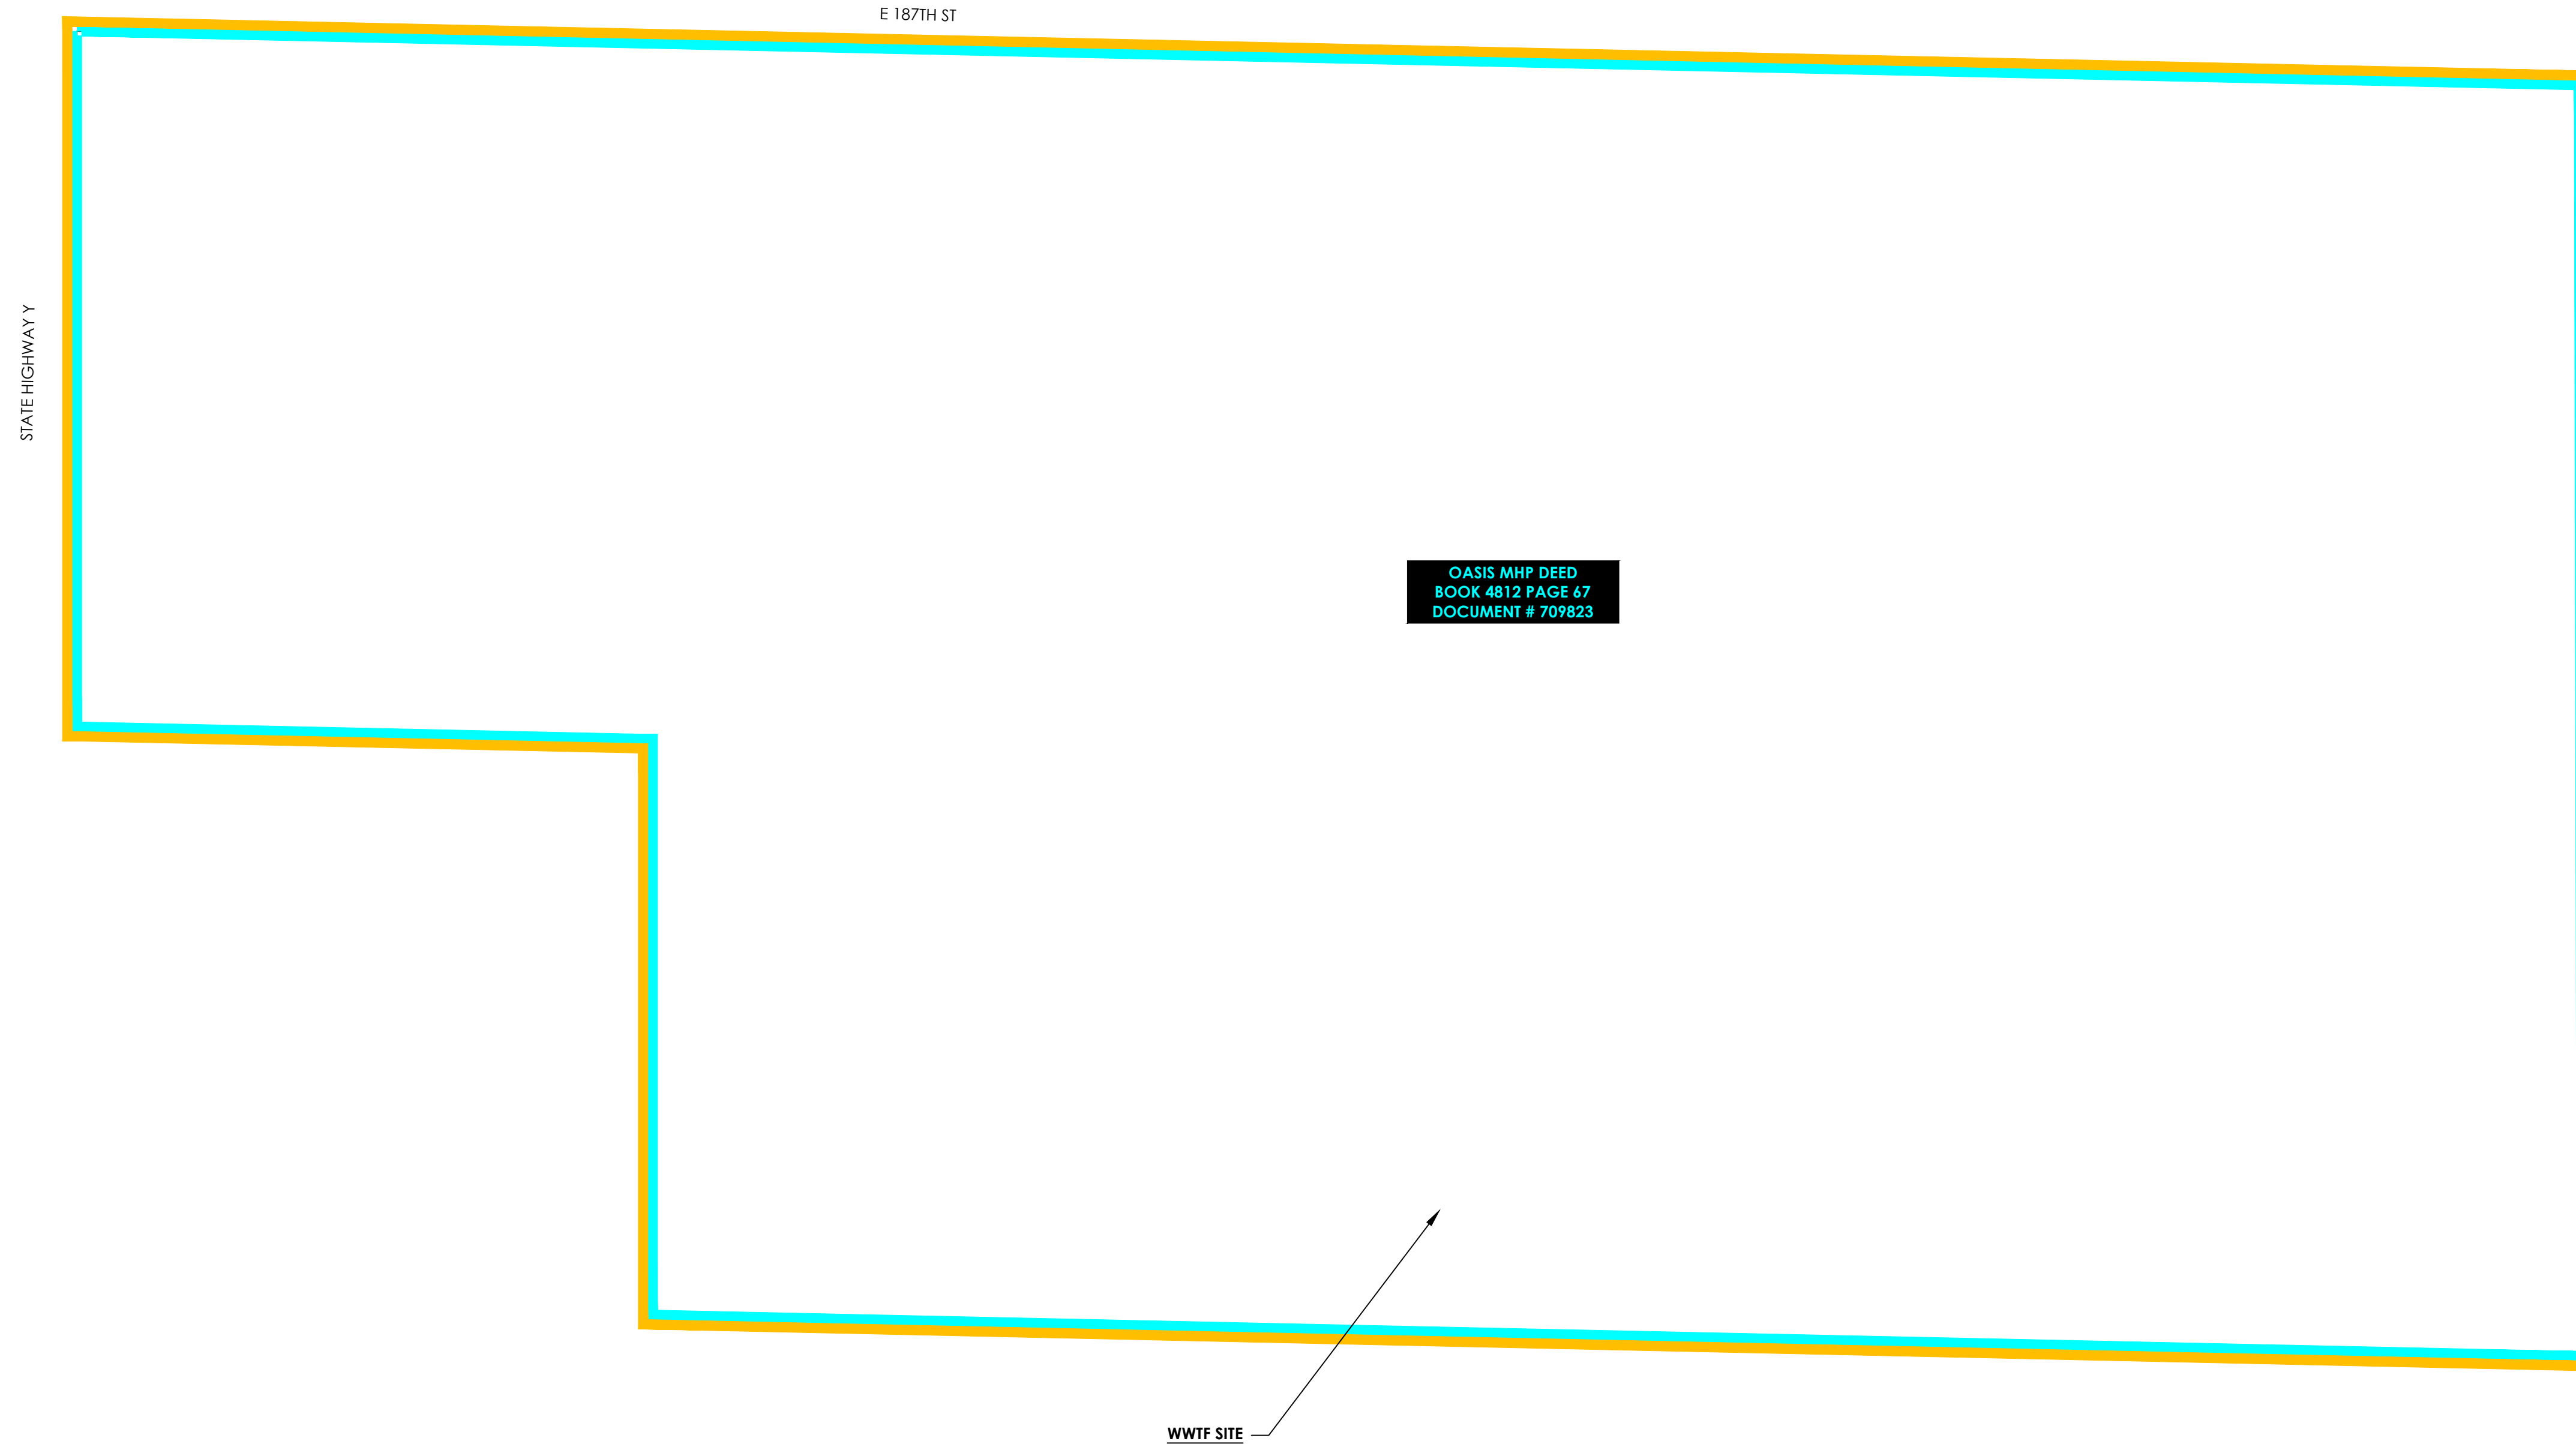 E 187TH ST
STATE HIGHWAY Y
OASIS MHP DEED
BOOK 4812 PAGE 67
DOCUMENT # 709823
WWTF SITE